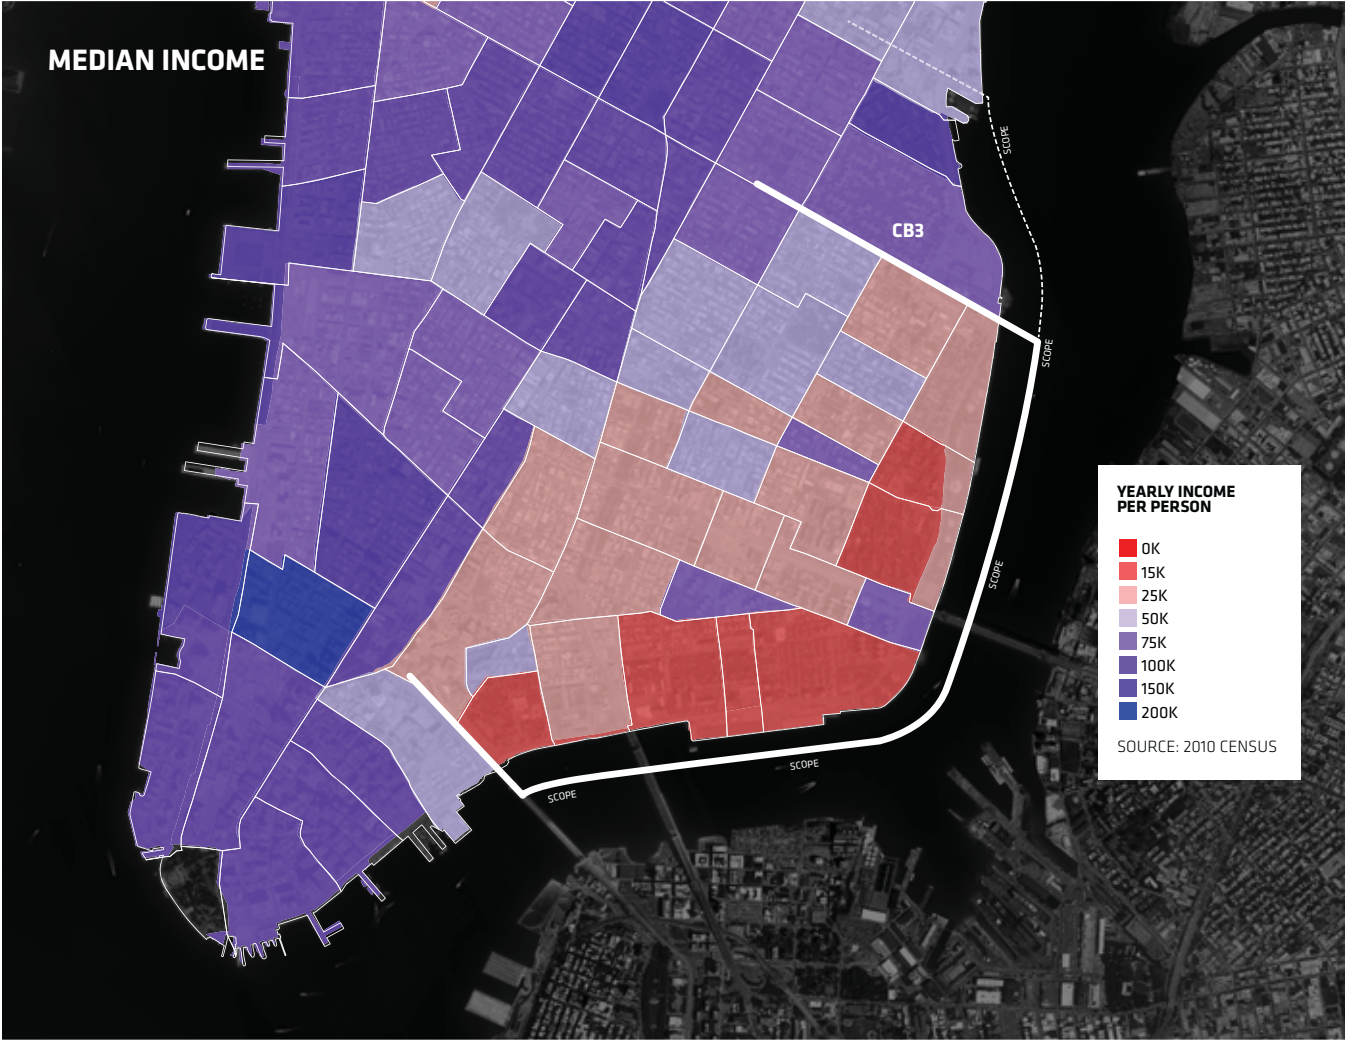 MEDIAN INCOME
SCOPE
CB3
SCOPE
YEARLY INCOME
PER PERSON
0K
15K
25K
50K
75K
100K
150K
200K
SOURCE: 2010 CENSUS
SCOPE
SCOPE
SCOPE